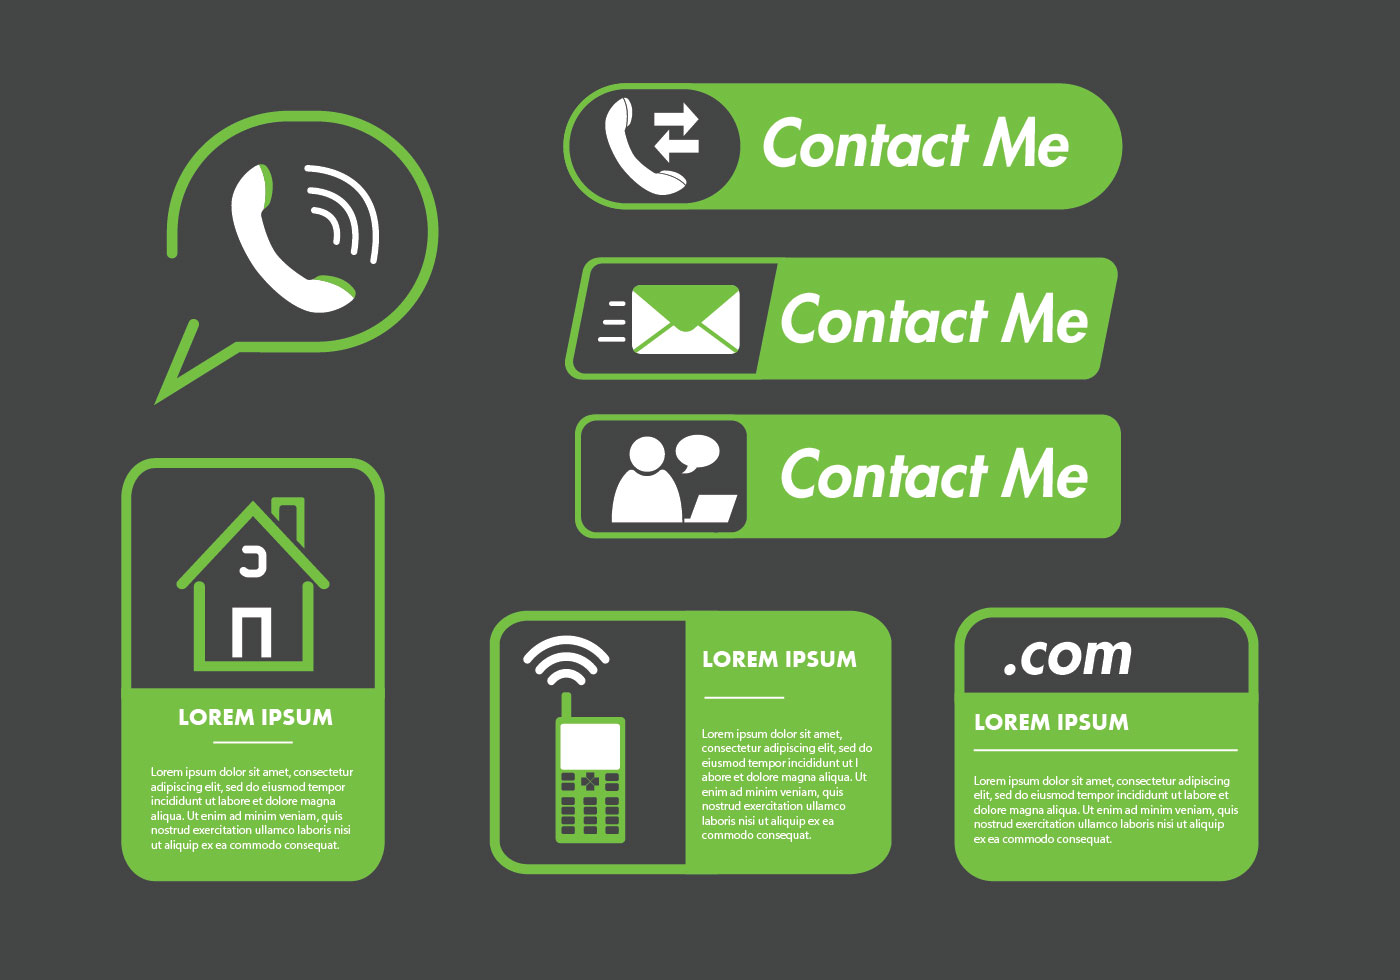 Contact Me
Contact Me
Contact Me
LOREM IPSUM
Lorem ipsum dolor sit amet, consectetur
adipiscing elit, sed do eiusmod tempor
incididunt ut labore et dolore magna
aliqua. Ut enim ad minim veniam, quis
nostrud exercitation ullamco laboris nisi
ut aliquip ex ea commodo consequat.
LOREM IPSUM
Lorem ipsum dolor sit amet,
consectetur adipiscing elit, sed do
eiusmod tempor incididunt ut l
abore et dolore magna aliqua. Ut
enim ad minim veniam, quis
nostrud exercitation ullamco
laboris nisi ut aliquip ex ea
commodo consequat.
.com
LOREM IPSUM
Lorem ipsum dolor sit amet, consectetur adipiscing
elit, sed do eiusmod tempor incididunt ut labore et
dolore magna aliqua. Ut enim ad minim veniam, quis
nostrud exercitation ullamco laboris nisi ut aliquip
ex ea commodo consequat.